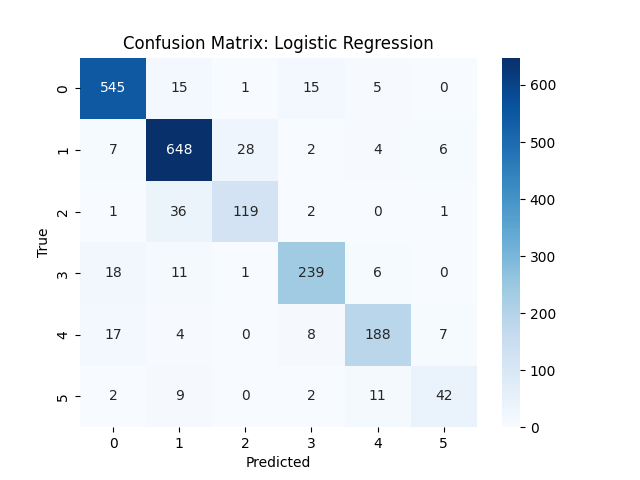 Confusion Matrix: Logistic Regression
0 545 15 1 15 5 0
1 7 648 28 2 4 6
2 1 36 119 2 0 1
3 18 11 1 239 6 0
4 17 4 0 8 188 7
5 2 9 0 2 11 42
0 1 2 3 4 5
True
Predicted
600
500
400
300
200
100
0